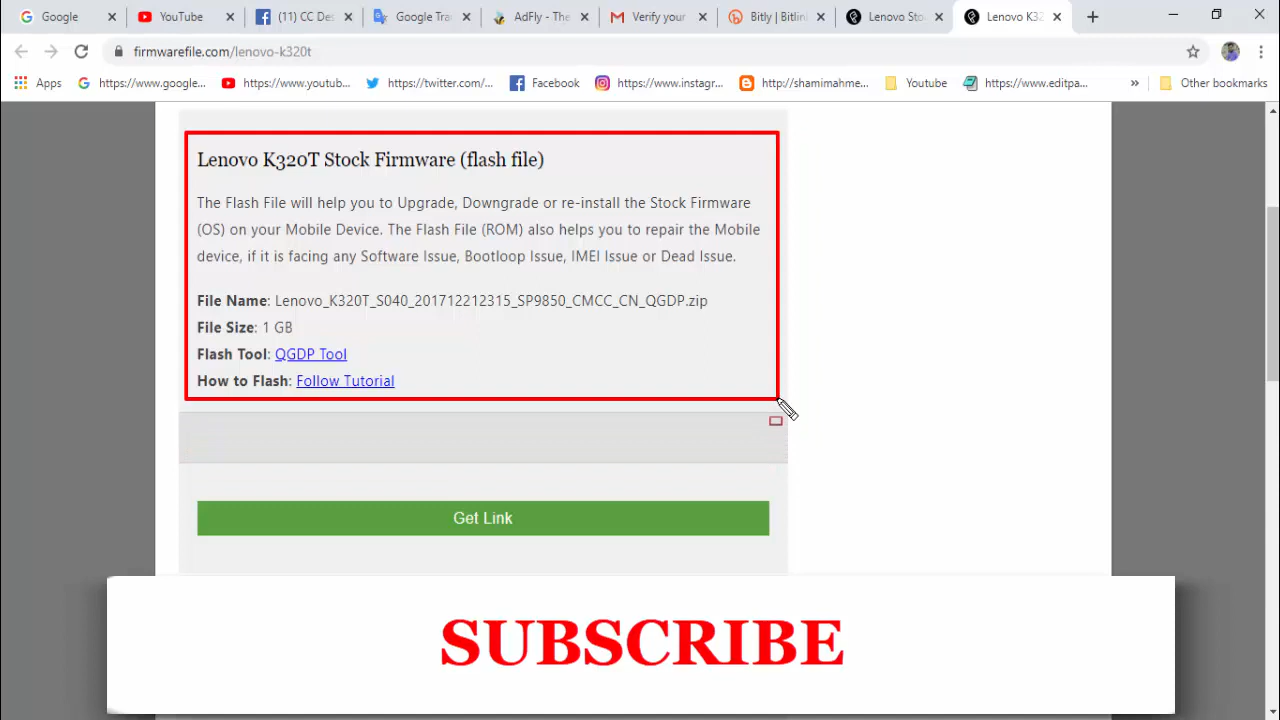 Google
YouTube
(11) CC Des
Google Tra
AdFly - The
Verify your
Bitly | Bitlin
Lenovo Sto
Lenovo K32
firmwarefile.com/lenovo-k320t
Apps
https://www.google...
https://www.youtub...
https://twitter.com/...
Facebook
https://www.instagr...
http://shamimahme...
Youtube
https://www.editpa...
»
Other bookmarks
Lenovo K320T Stock Firmware (flash file)
The Flash File will help you to Upgrade, Downgrade or re-install the Stock Firmware
(OS) on your Mobile Device. The Flash File (ROM) also helps you to repair the Mobile
device, if it is facing any Software Issue, Bootloop Issue, IMEI Issue or Dead Issue.
File Name: Lenovo_K320T_S040_201712212315_SP9850_CMCC_CN_QGDP.zip
File Size: 1 GB
Flash Tool: QGDP Tool
How to Flash: Follow Tutorial
Get Link
SUBSCRIBE